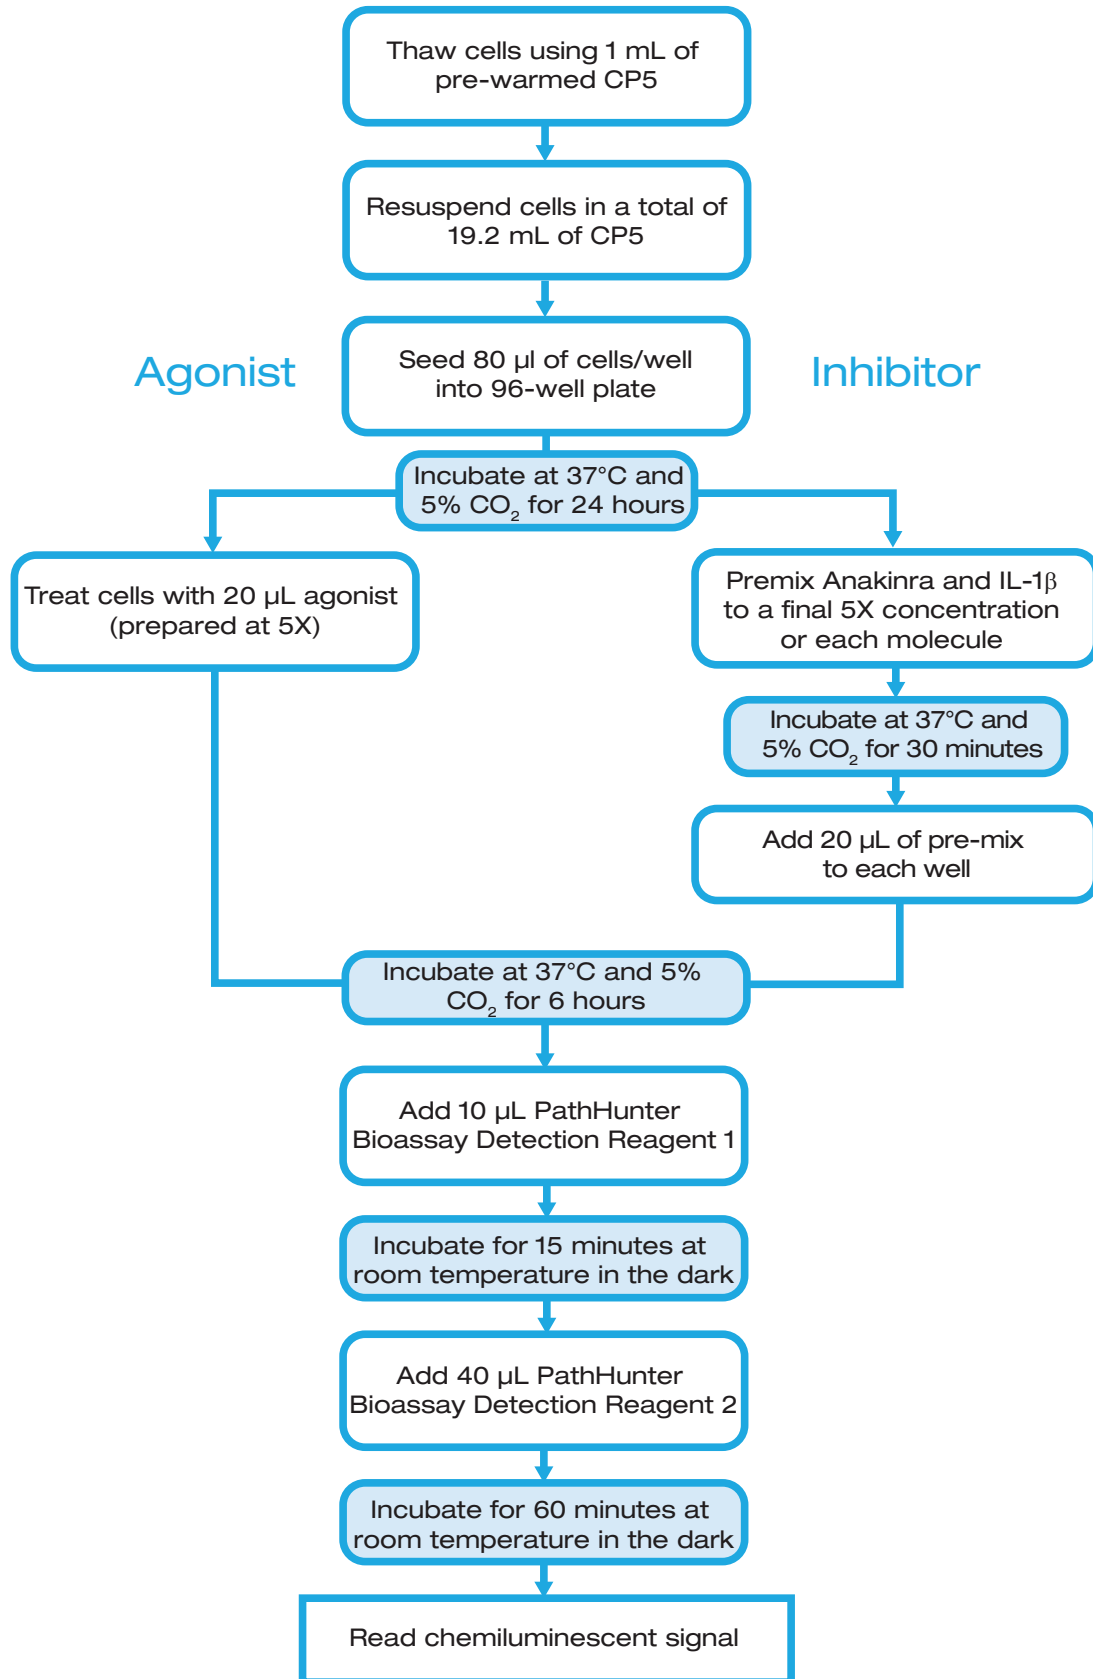 Thaw cells using 1 mL of
pre-warmed CP5
Resuspend cells in a total of
19.2 mL of CP5
Agonist
Seed 80 µl of cells/well
into 96-well plate
Inhibitor
Incubate at 37°C and
5% CO₂ for 24 hours
Treat cells with 20 µL agonist
(prepared at 5X)
Premix Anakinra and IL-1β
to a final 5X concentration
or each molecule
Incubate at 37°C and
5% CO₂ for 30 minutes
Add 20 µL of pre-mix
to each well
Incubate at 37°C and 5%
CO₂ for 6 hours
Add 10 µL PathHunter
Bioassay Detection Reagent 1
Incubate for 15 minutes at
room temperature in the dark
Add 40 µL PathHunter
Bioassay Detection Reagent 2
Incubate for 60 minutes at
room temperature in the dark
Read chemiluminescent signal